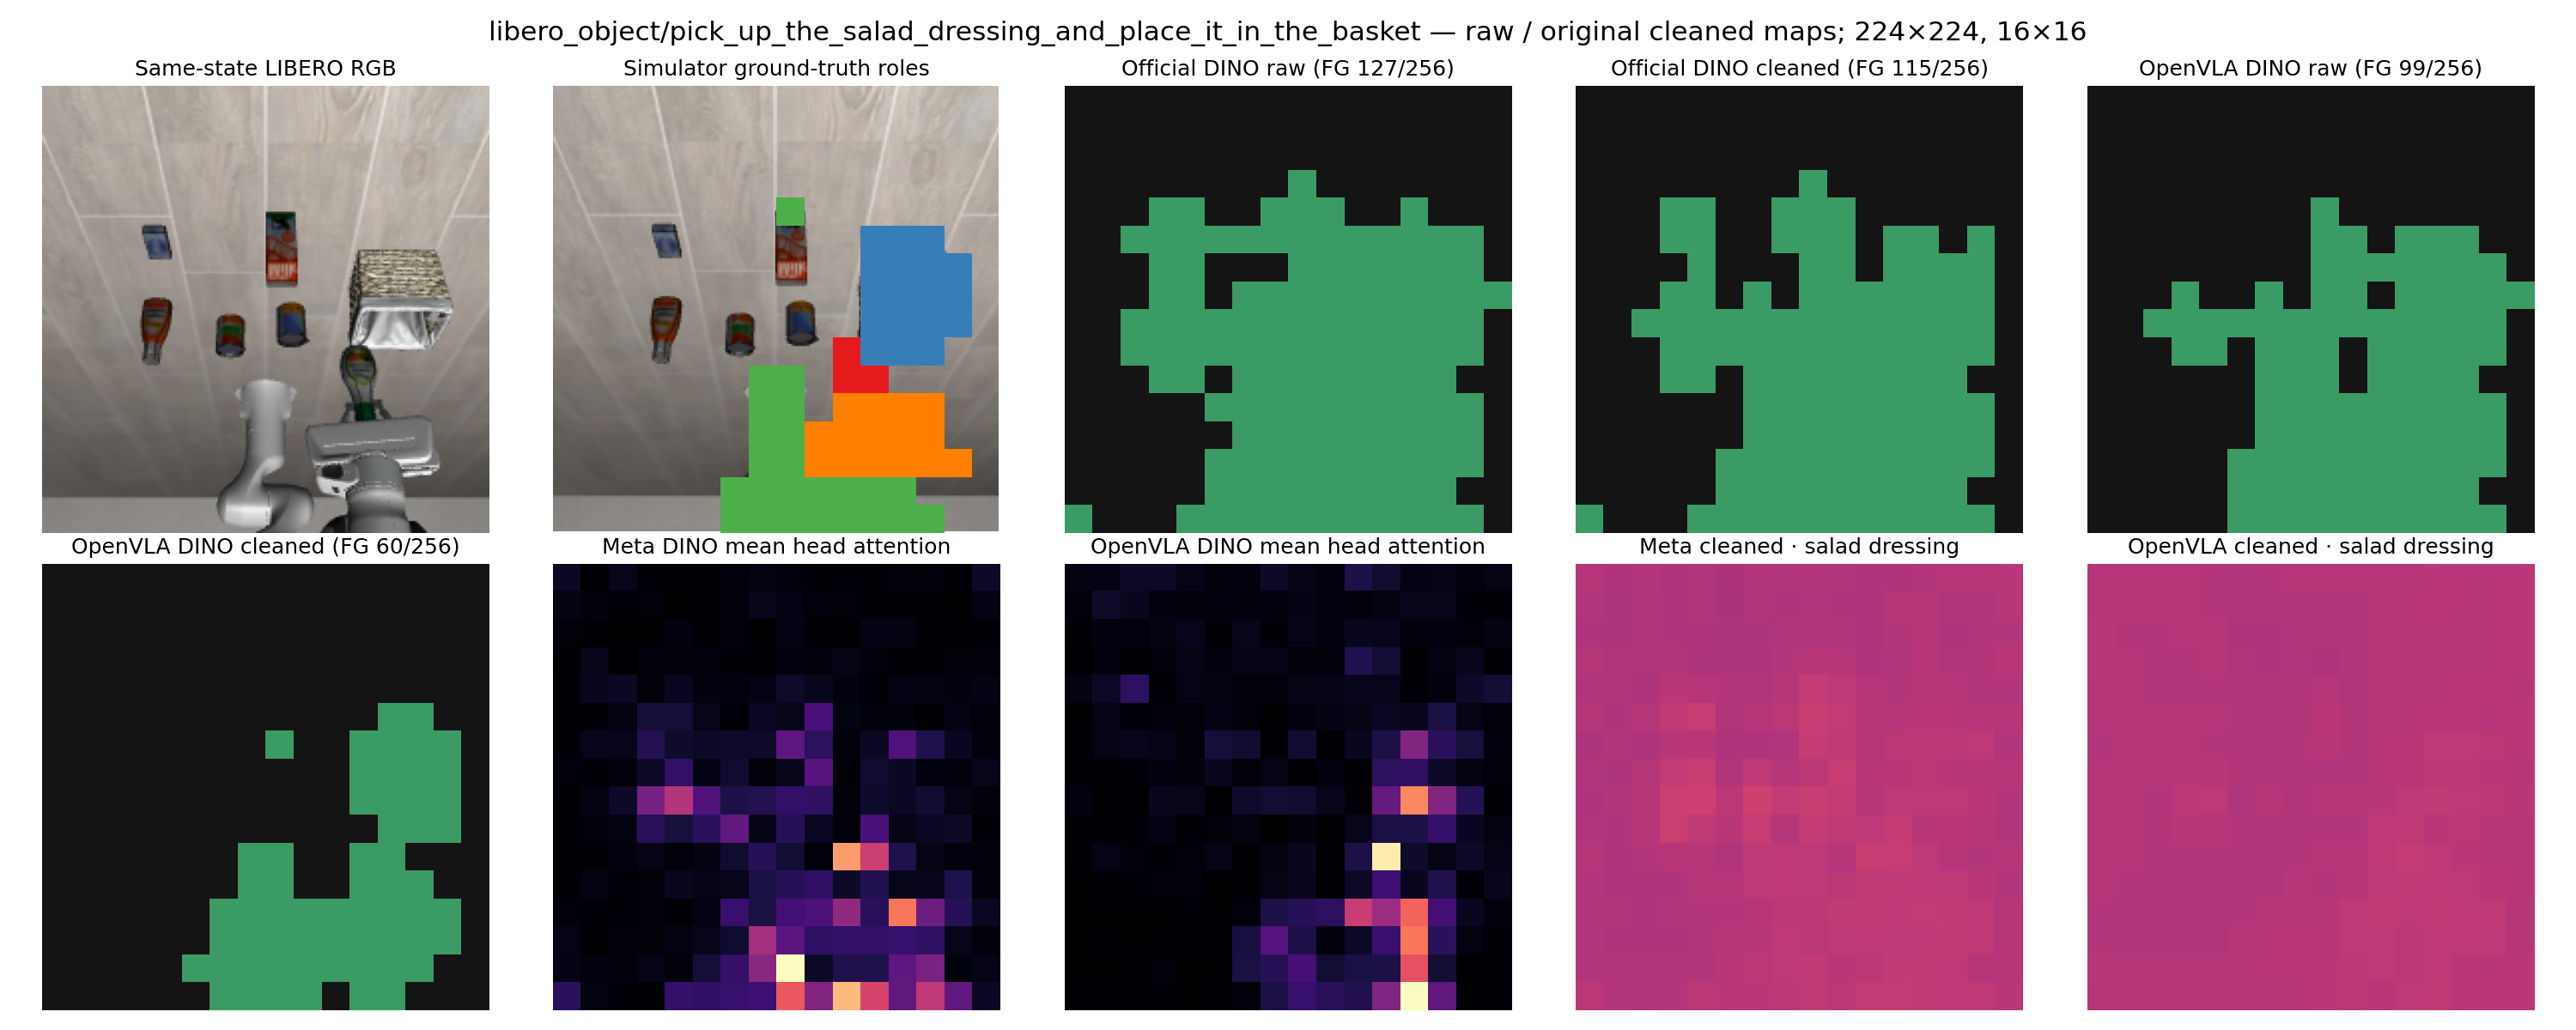 libero_object/pick_up_the_salad_dressing_and_place_it_in_the_basket — raw / original cleaned maps; 224×224, 16×16
Same-state LIBERO RGB
Simulator ground-truth roles
Official DINO raw (FG 127/256)
Official DINO cleaned (FG 115/256)
OpenVLA DINO raw (FG 99/256)
OpenVLA DINO cleaned (FG 60/256)
Meta DINO mean head attention
OpenVLA DINO mean head attention
Meta cleaned · salad dressing
OpenVLA cleaned · salad dressing